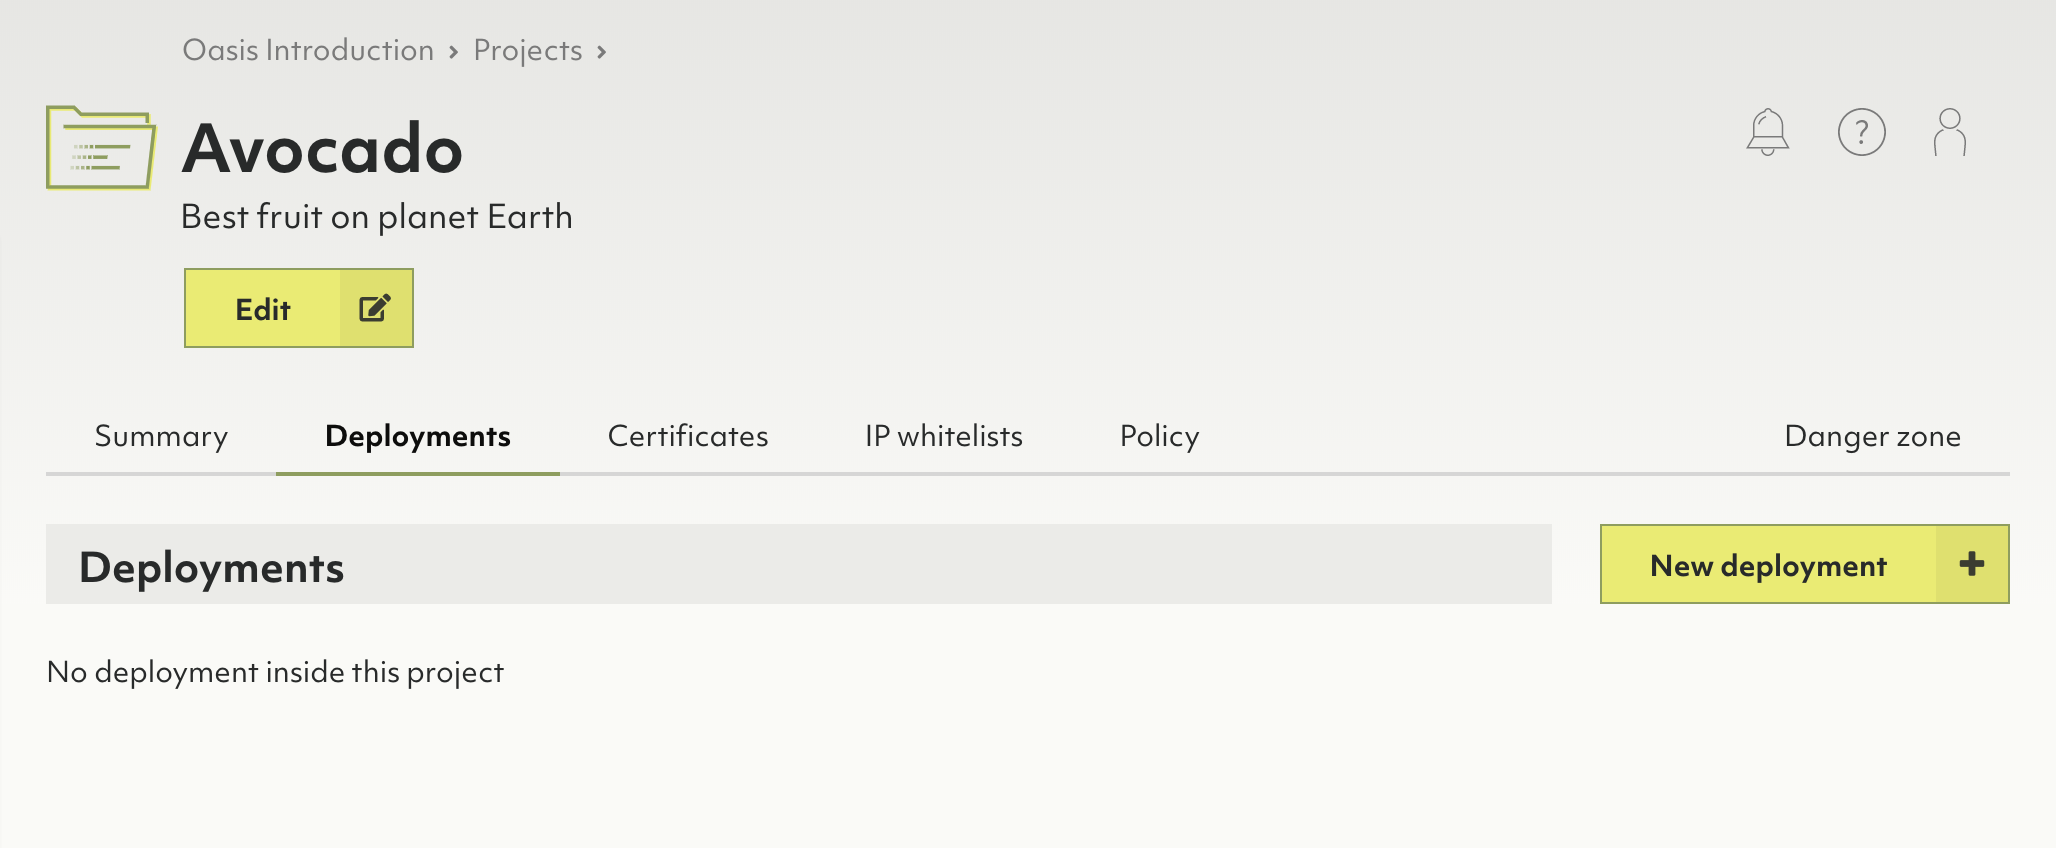 Oasis Introduction › Projects ›
Avocado
Best fruit on planet Earth
Edit
Summary Deployments Certificates IP whitelists Policy Danger zone
Deployments
New deployment
No deployment inside this project